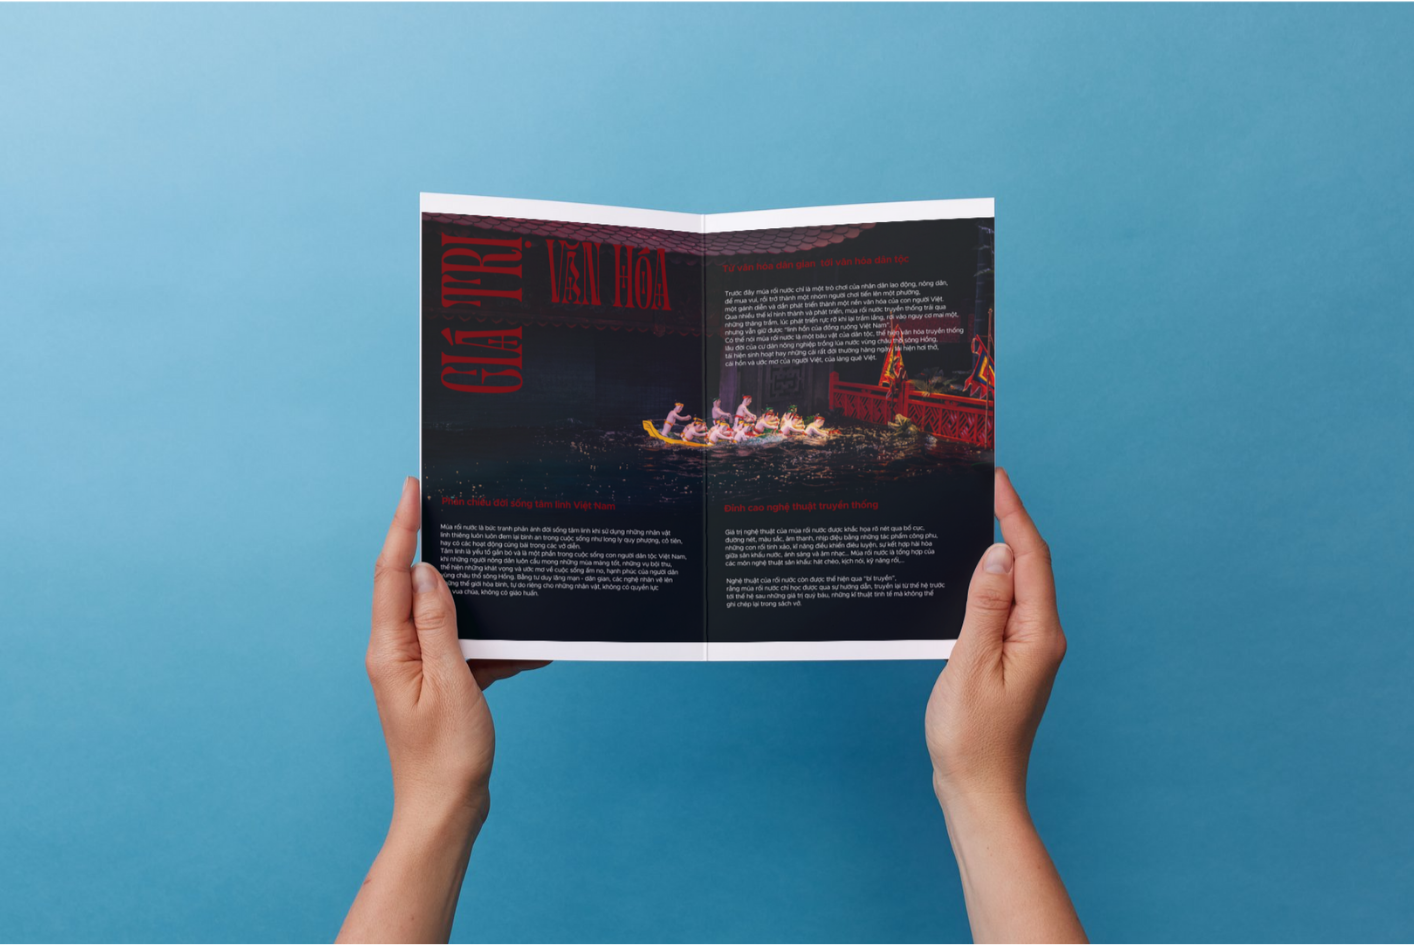 GIÁ TRỊ
VĂN HÓA
Từ văn hóa dân gian tới văn hóa dân tộc
Trước đây múa rối nước chỉ là một trò chơi của nhân dân lao động, nông dân,
để mua vui, rồi trở thành một nhóm người chơi tiến lên một phường,
một gánh diễn và dần phát triển thành một nền văn hóa của con người Việt.
Qua nhiều thế kỉ hình thành và phát triển, múa rối nước truyền thống trải qua
những tháng trầm, lúc phát triển rực rỡ khi lại trầm lắng, rơi vào nguy cơ mai một,
nhưng vẫn giữ được “linh hồn của đồng ruộng Việt Nam”.
Có thể nói múa rối nước là một báu vật của dân tộc, thể hiện văn hóa truyền thống
lâu đời của cư dân nông nghiệp trồng lúa nước vùng châu thổ sông Hồng,
tái hiện sinh hoạt hay những cái rất đời thường hàng ngày, tái hiện hơi thở,
cái hồn và ước mơ của người Việt, của làng quê Việt.
Phản chiếu đời sống tâm linh Việt Nam
Múa rối nước là bức tranh phản ánh đời sống tâm linh khi sử dụng những nhân vật
linh thiêng luôn luôn đem lại bình an trong cuộc sống như long ly quy phượng, cô tiên,
hay có các hoạt động cúng bái trong các vở diễn.
Tâm linh là yếu tố gắn bó và là một phần trong cuộc sống con người dân tộc Việt Nam,
khi những người nông dân luôn cầu mong những mùa màng tốt, những vụ bội thu,
thể hiện những khát vọng và ước mơ về cuộc sống ấm no, hạnh phúc của người dân
vùng châu thổ sông Hồng. Bằng tư duy lãng mạn - dân gian, các nghệ nhân vẽ lên
những thế giới hòa bình, tự do riêng cho những nhân vật, không có quyền lực
vua chúa, không có giáo huấn.
Đỉnh cao nghệ thuật truyền thống
Giá trị nghệ thuật của múa rối nước được khắc họa rõ nét qua bố cục,
đường nét, màu sắc, âm thanh, nhịp điệu bằng những tác phẩm công phu,
những con rối tinh xảo, kĩ năng điều khiển điêu luyện, sự kết hợp hài hòa
giữa sân khấu nước, ánh sáng và âm nhạc... Múa rối nước là tổng hợp của
các môn nghệ thuật sân khấu: hát chèo, kịch nói, kỹ năng rối,...
Nghệ thuật của rối nước còn được thể hiện qua “bí truyền”,
rằng múa rối nước chỉ học được qua sự hướng dẫn, truyền lại từ thế hệ trước
tới thế hệ sau những giá trị quý báu, những kĩ thuật tinh tế mà không thể
ghi chép lại trong sách vở.